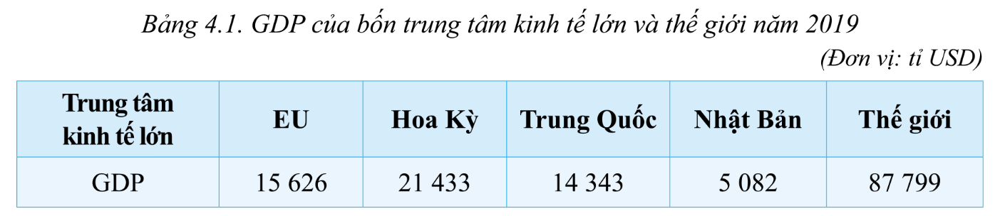 Bảng 4.1. GDP của bốn trung tâm kinh tế lớn và thế giới năm 2019
(Đơn vị: tỉ USD)
Trung tâm
kinh tế lớn
EU
Hoa Kỳ
Trung Quốc
Nhật Bản
Thế giới
GDP
15 626
21 433
14 343
5 082
87 799